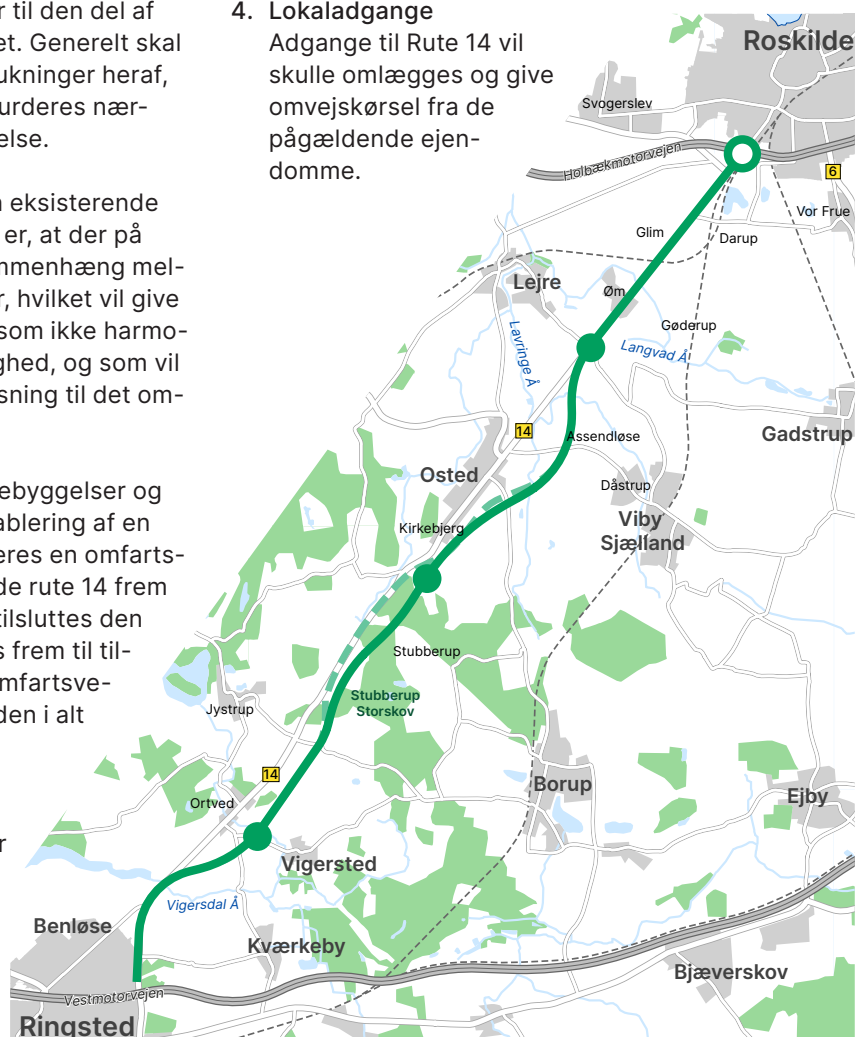 r til den del af
et. Generelt skal
ukninger heraf,
urderes nær-
else.
n eksisterende
er, at der på
mmenhæng mel-
r, hvilket vil give
som ikke harmo-
ghed, og som vil
sning til det om-
ebyggelser og
ablering af en
eres en omfarts-
de rute 14 frem
tilsluttes den
s frem til til-
mfartsve-
den i alt
r
4. Lokaladgange
Adgange til Rute 14 vil
skulle omlægges og give
omvejskørsel fra de
pågældende ejen-
domme.
Roskilde
Svogerslev
Holbækmotorvejen
6
Vor Frue
Glim
Darup
Lejre
Øm
Gøderup
Lavringe Å
Langvad Å
14
Assendløse
Gadstrup
Osted
Dåstrup
Kirkebjerg
Viby
Sjælland
Stubberup
Stubberup
Storskov
Jystrup
14
Ortved
Borup
Ejby
Vigersted
Vigersdal Å
Benløse
Kværkeby
Bjæverskov
Vestmotorvejen
Ringsted